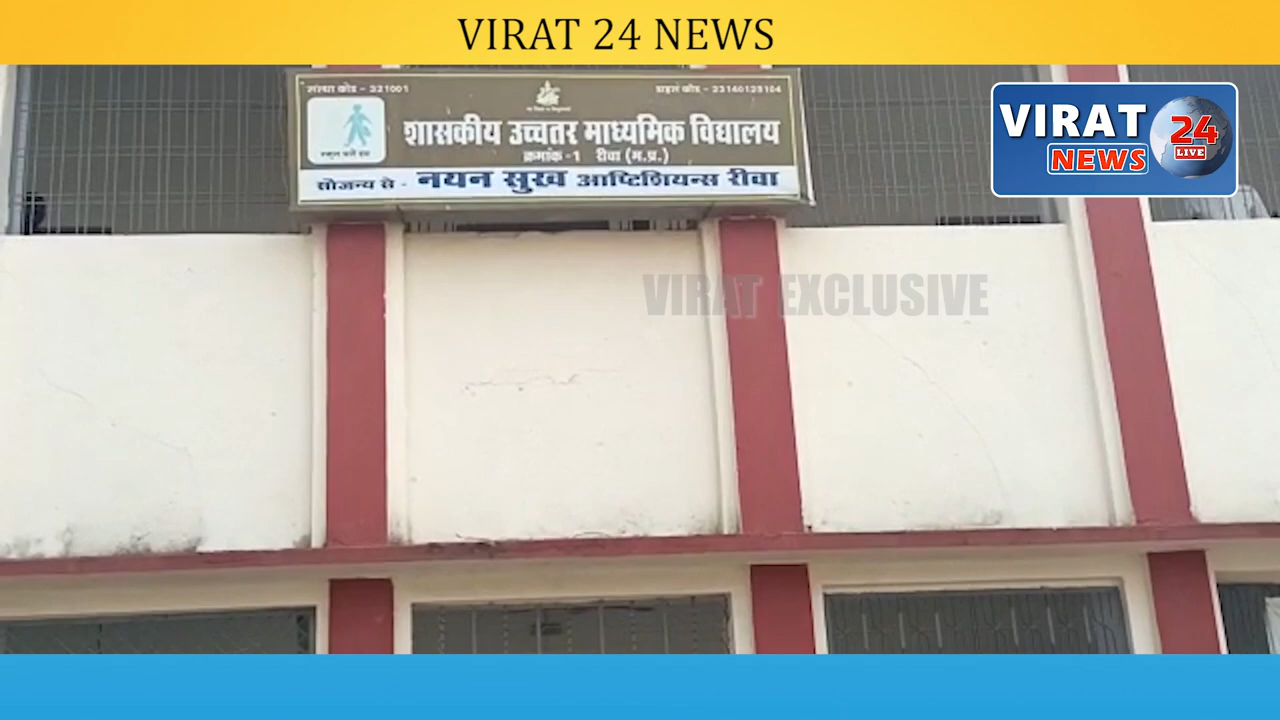 VIRAT 24 NEWS
संस्था कोड - 321001
डाइस कोड - 23140125104
शासकीय उच्चतर माध्यमिक विद्यालय
क्रमांक -1 रीवा (म.प्र.)
सौजन्य से - नयन सुख आप्टिशियन्स रीवा
VIRAT 24
NEWS LIVE
VIRAT EXCLUSIVE